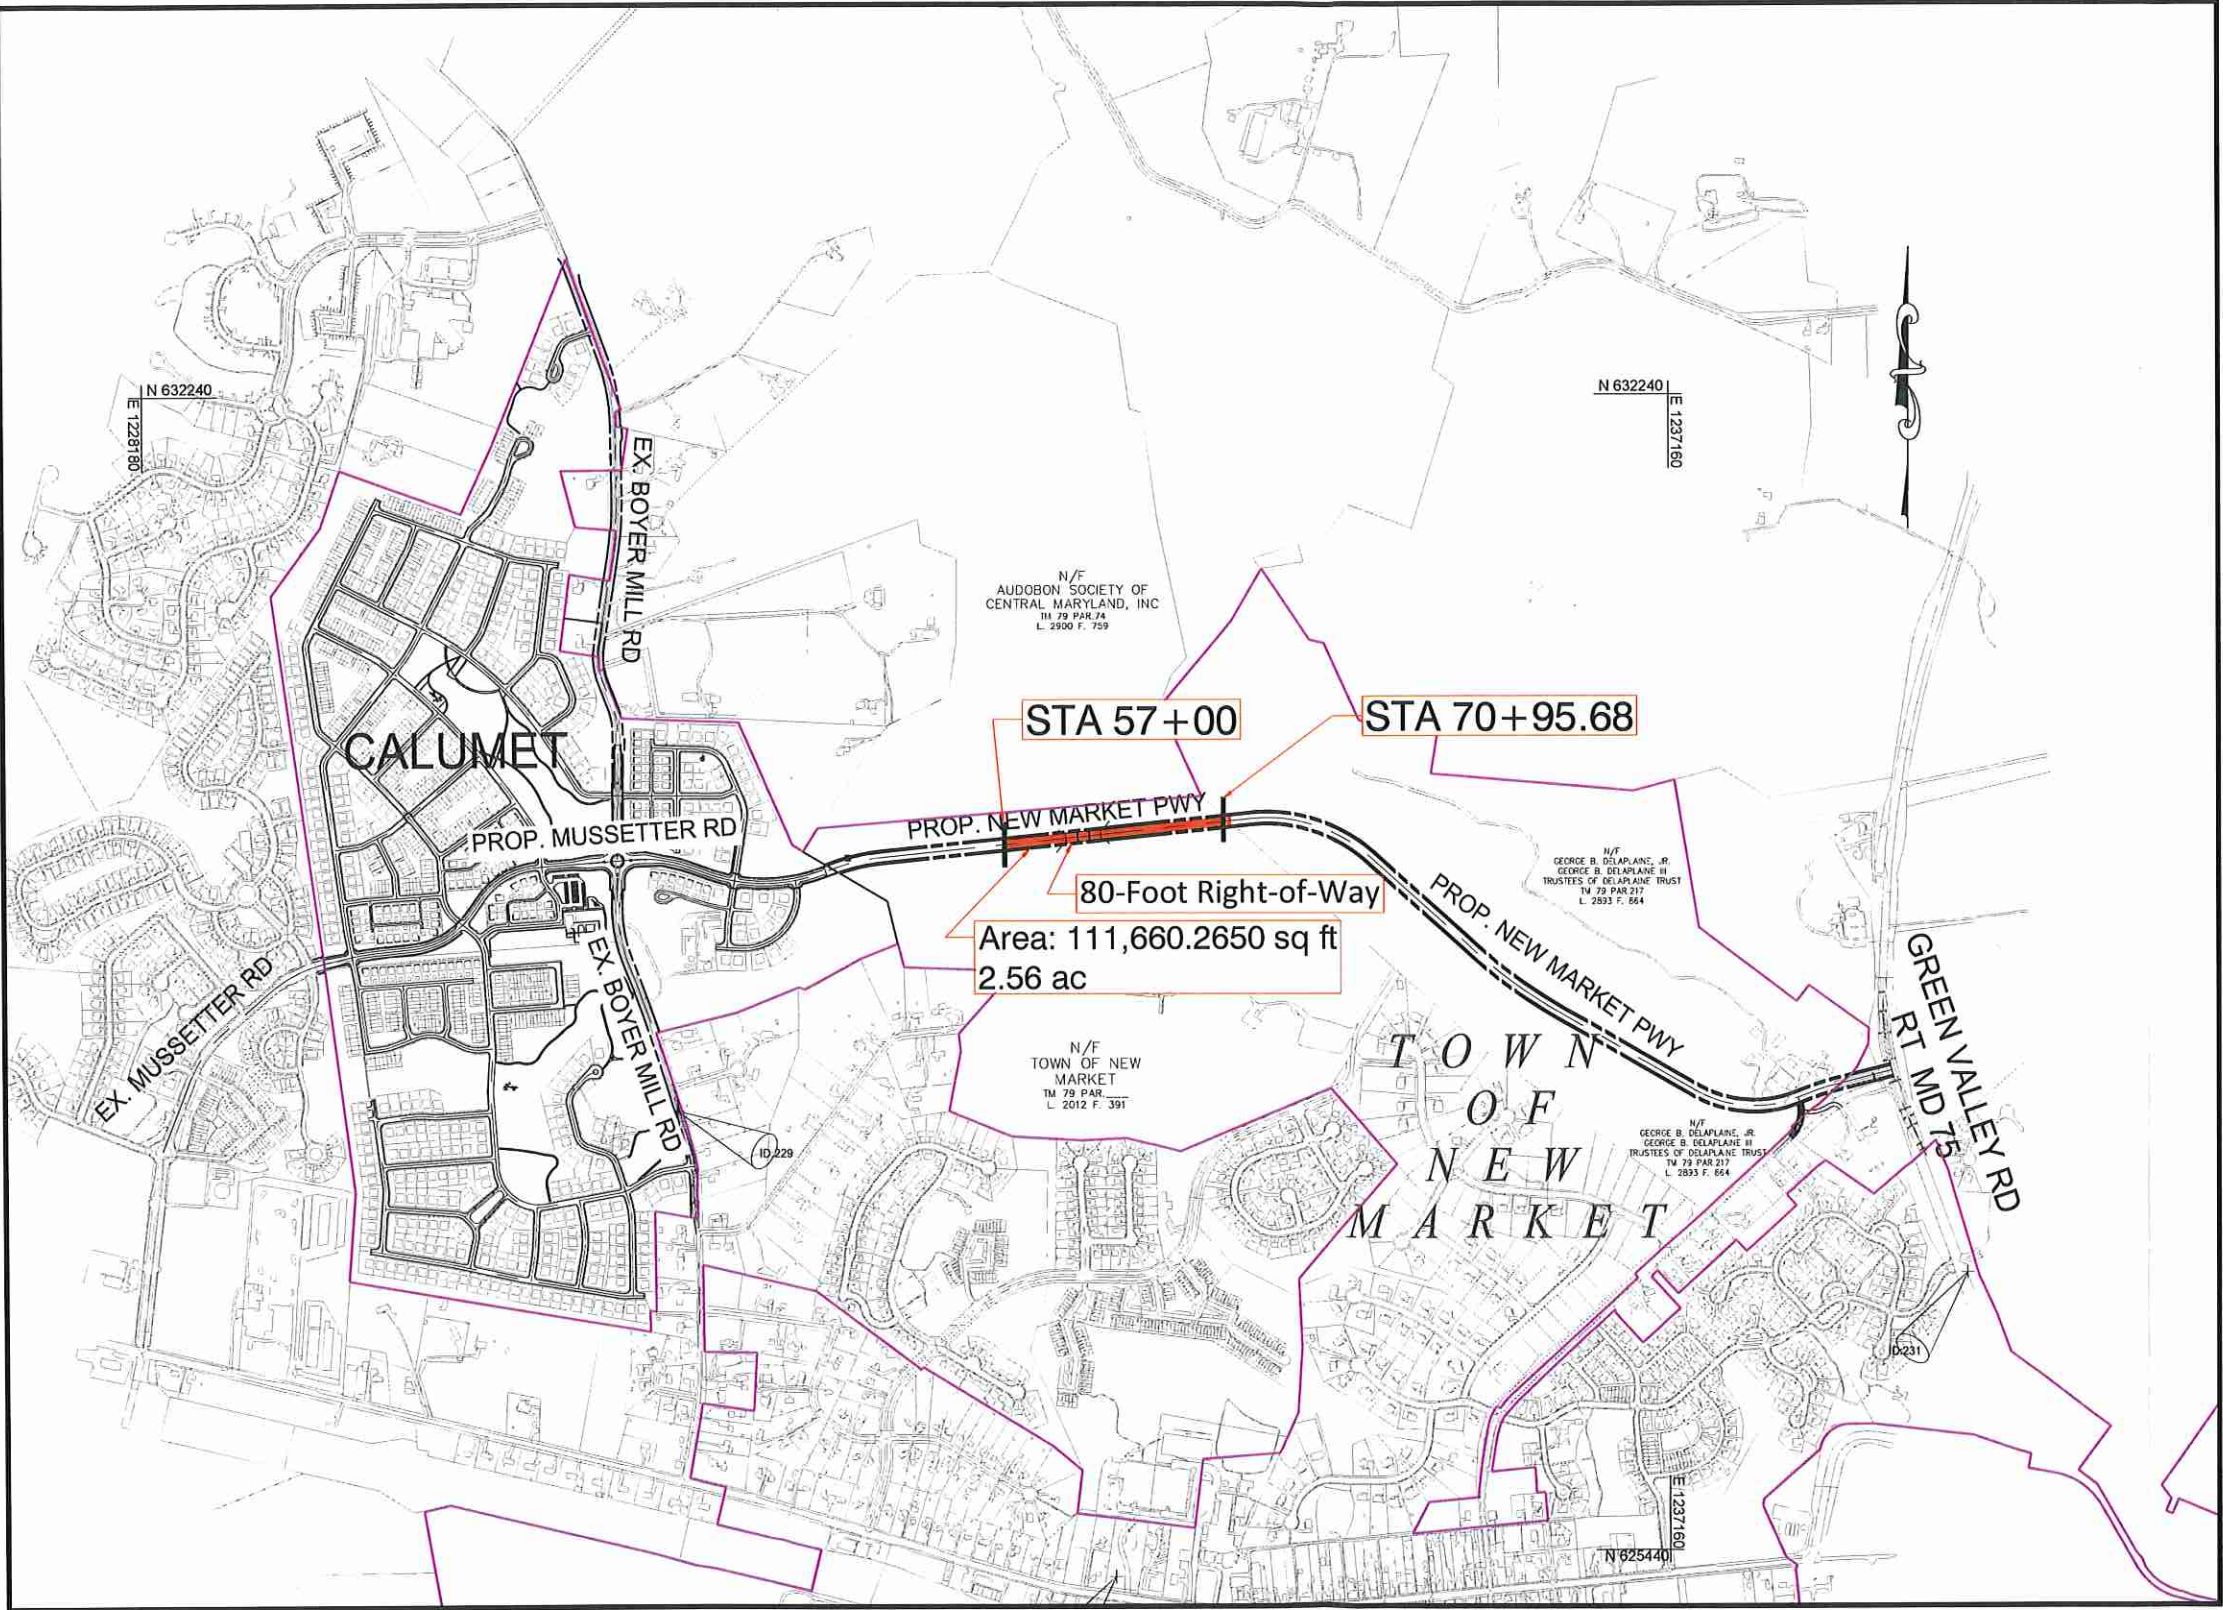 N 632240
E 1228180
N 632240
E 1237160
EX. BOYER MILL RD
N/F
AUDOBON SOCIETY OF
CENTRAL MARYLAND, INC
TM 79 PAR.74
L. 2900 F. 759
STA 57+00
STA 70+95.68
CALUMET
PROP. MUSSETTER RD
PROP. NEW MARKET PWY
80-Foot Right-of-Way
Area: 111,660.2650 sq ft
2.56 ac
N/F
GEORGE B. DELAPLAINE, JR.
GEORGE B. DELAPLAINE III
TRUSTEES OF DELAPLAINE TRUST
TM 79 PAR 217
L. 2893 F. 664
PROP. NEW MARKET PWY
GREEN VALLEY RD
RT MD 75
EX. MUSSETTER RD
EX. BOYER MILL RD
N/F
TOWN OF NEW
MARKET
TM 79 PAR.___
L. 2012 F. 391
TOWN
OF
NEW
MARKET
N/F
GEORGE B. DELAPLAINE, JR.
GEORGE B. DELAPLAINE III
TRUSTEES OF DELAPLAINE TRUST
TM 79 PAR 217
L. 2893 F. 664
ID:229
ID:231
E 1237160
N 625440